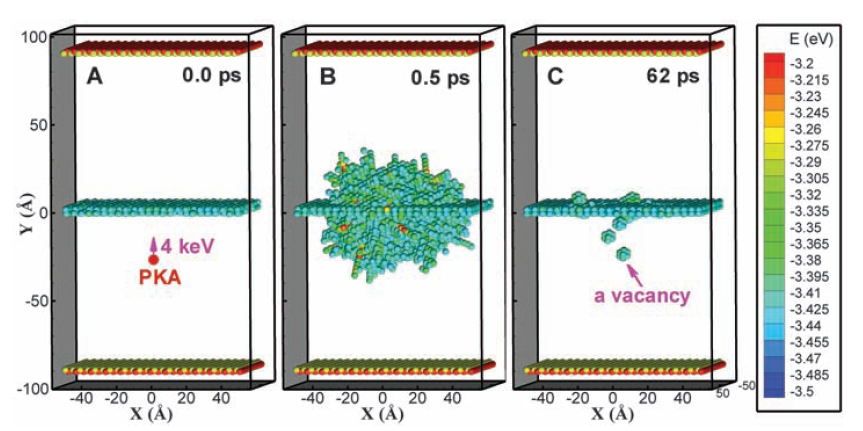 A 0.0 ps B 0.5 ps C 62 ps
E (eV)
100
50
0
-50
-100
Y (Å)
4 keV
PKA
a vacancy
-40 -20 0 20 40
-40 -20 0 20 40
-40 -20 0 20 40
50 -50
X (Å) X (Å) X (Å)
-3.2
-3.215
-3.23
-3.245
-3.26
-3.275
-3.29
-3.305
-3.32
-3.335
-3.35
-3.365
-3.38
-3.395
-3.41
-3.425
-3.44
-3.455
-3.47
-3.485
-3.5